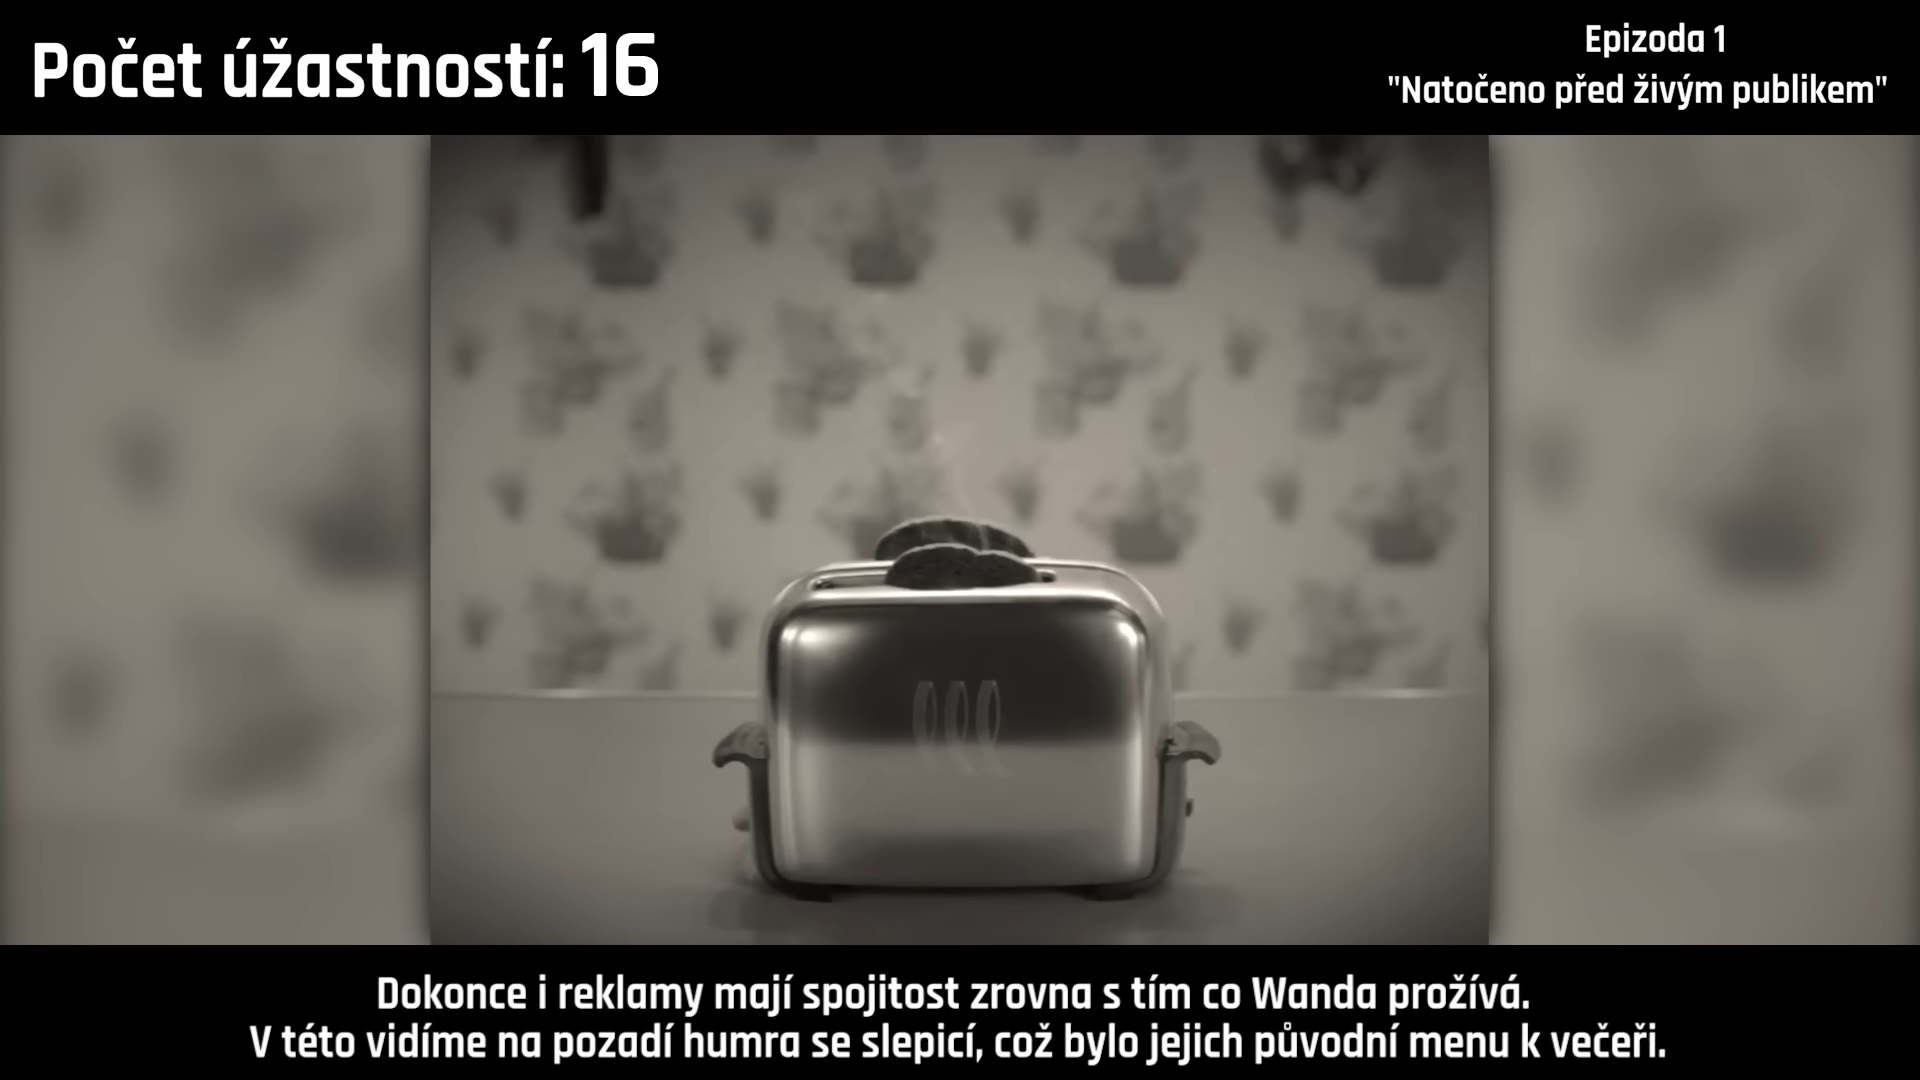 Počet úžastností: 16
Epizoda 1
"Natočeno před živým publikem"
Dokonce i reklamy mají spojitost zrovna s tím co Wanda prožívá.
V této vidíme na pozadí humra se slepicí, což bylo jejich původní menu k večeři.